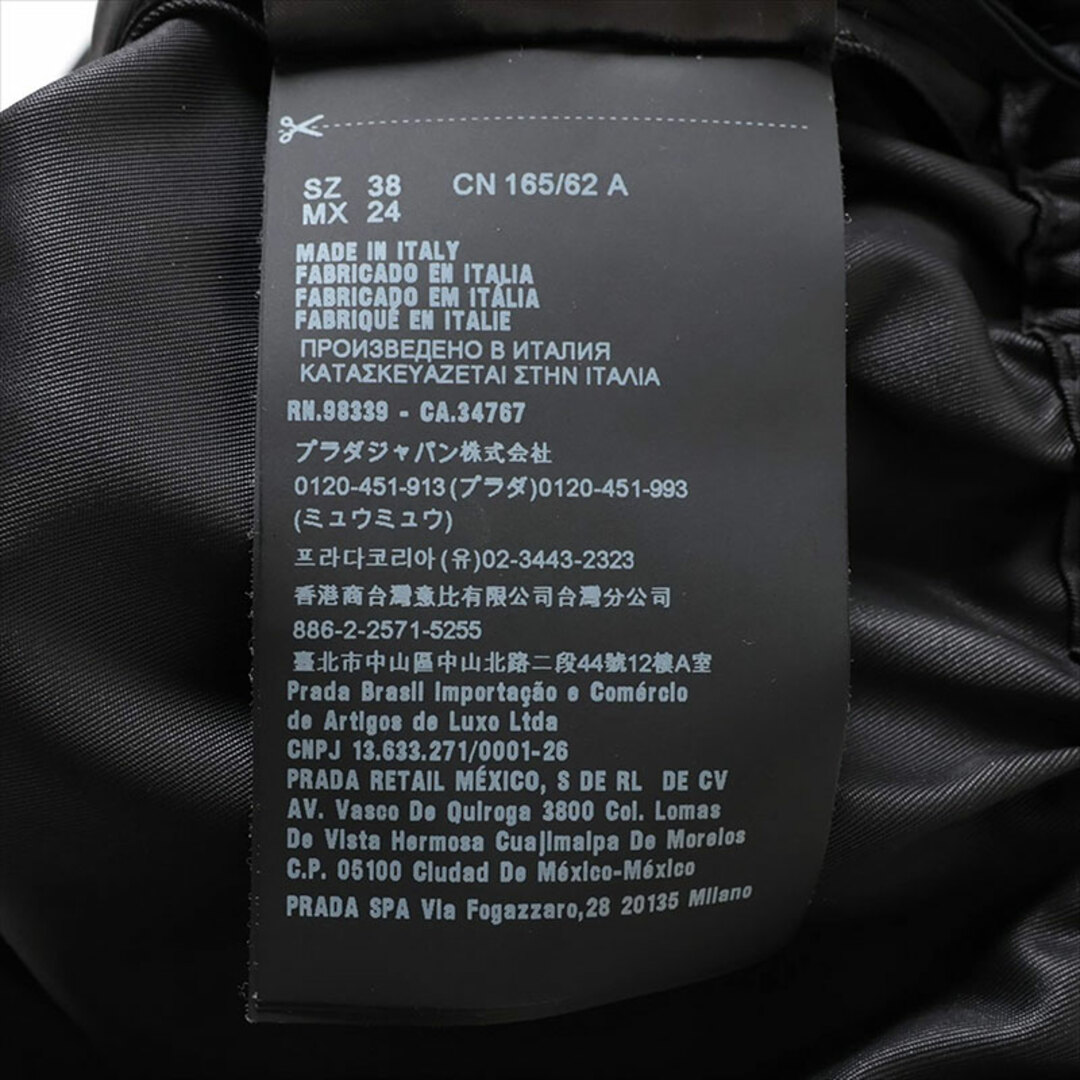 SZ 38 CN 165/62 A
MX 24
MADE IN ITALY
FABRICADO EN ITALIA
FABRICADO EM ITÁLIA
FABRIQUÉ EN ITALIE
ПРОИЗВЕДЕНО В ИТАЛИЯ
ΚΑΤΑΣΚΕΥΑΖΕΤΑΙ ΣΤΗΝ ΙΤΑΛΙΑ
RN.98339 - CA.34767
プラダジャパン株式会社
0120-451-913(プラダ)0120-451-993
(ミュウミュウ)
프라다코리아(유)02-3443-2323
香港商台灣意比有限公司台灣分公司
886-2-2571-5255
臺北市中山區中山北路二段44號12樓A室
Prada Brasil Importação e Comércio
de Artigos de Luxo Ltda
CNPJ 13.633.271/0001-26
PRADA RETAIL MÉXICO, S DE RL DE CV
AV. Vasco De Quiroga 3800 Col. Lomas
De Vista Hermosa Cuajimalpa De Morelos
C.P. 05100 Ciudad De México-México
PRADA SPA Via Fogazzaro,28 20135 Milano